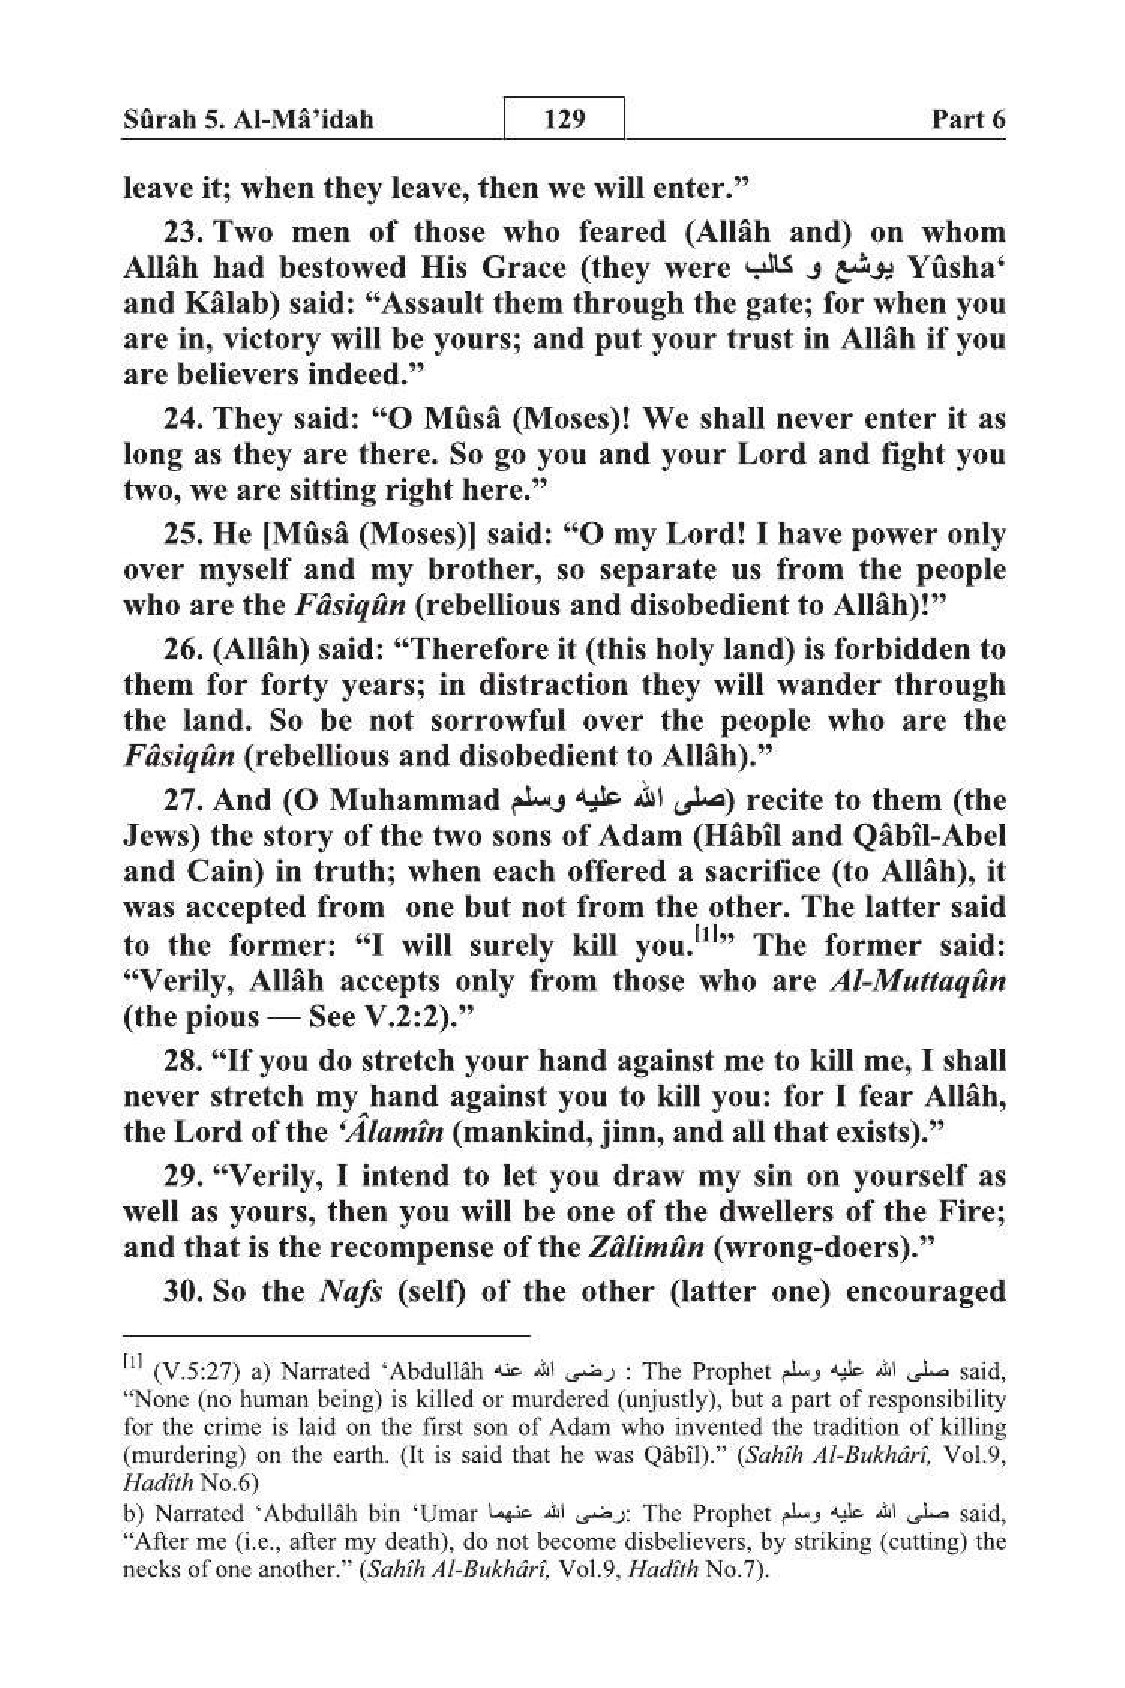 Sûrah 5. Al-Mâ’idah 129 Part 6
leave it; when they leave, then we will enter.”
23. Two men of those who feared (Allâh and) on whom
Allâh had bestowed His Grace (they were يوشع و كالب Yûsha‘
and Kâlab) said: “Assault them through the gate; for when you
are in, victory will be yours; and put your trust in Allâh if you
are believers indeed.”
24. They said: “O Mûsâ (Moses)! We shall never enter it as
long as they are there. So go you and your Lord and fight you
two, we are sitting right here.”
25. He [Mûsâ (Moses)] said: “O my Lord! I have power only
over myself and my brother, so separate us from the people
who are the Fâsiqûn (rebellious and disobedient to Allâh)!”
26. (Allâh) said: “Therefore it (this holy land) is forbidden to
them for forty years; in distraction they will wander through
the land. So be not sorrowful over the people who are the
Fâsiqûn (rebellious and disobedient to Allâh).”
27. And (O Muhammad صلى الله عليه وسلم) recite to them (the
Jews) the story of the two sons of Adam (Hâbîl and Qâbîl-Abel
and Cain) in truth; when each offered a sacrifice (to Allâh), it
was accepted from one but not from the other. The latter said
to the former: “I will surely kill you.[1]” The former said:
“Verily, Allâh accepts only from those who are Al-Muttaqûn
(the pious — See V.2:2).”
28. “If you do stretch your hand against me to kill me, I shall
never stretch my hand against you to kill you: for I fear Allâh,
the Lord of the ‘Âlamîn (mankind, jinn, and all that exists).”
29. “Verily, I intend to let you draw my sin on yourself as
well as yours, then you will be one of the dwellers of the Fire;
and that is the recompense of the Zâlimûn (wrong-doers).”
30. So the Nafs (self) of the other (latter one) encouraged
[1] (V.5:27) a) Narrated ‘Abdullâh رضى الله عنه : The Prophet صلى الله عليه وسلم said,
“None (no human being) is killed or murdered (unjustly), but a part of responsibility
for the crime is laid on the first son of Adam who invented the tradition of killing
(murdering) on the earth. (It is said that he was Qâbîl).” (Sahîh Al-Bukhârî, Vol.9,
Hadîth No.6)
b) Narrated ‘Abdullâh bin ‘Umar رضى الله عنهما: The Prophet صلى الله عليه وسلم said,
“After me (i.e., after my death), do not become disbelievers, by striking (cutting) the
necks of one another.” (Sahîh Al-Bukhârî, Vol.9, Hadîth No.7).